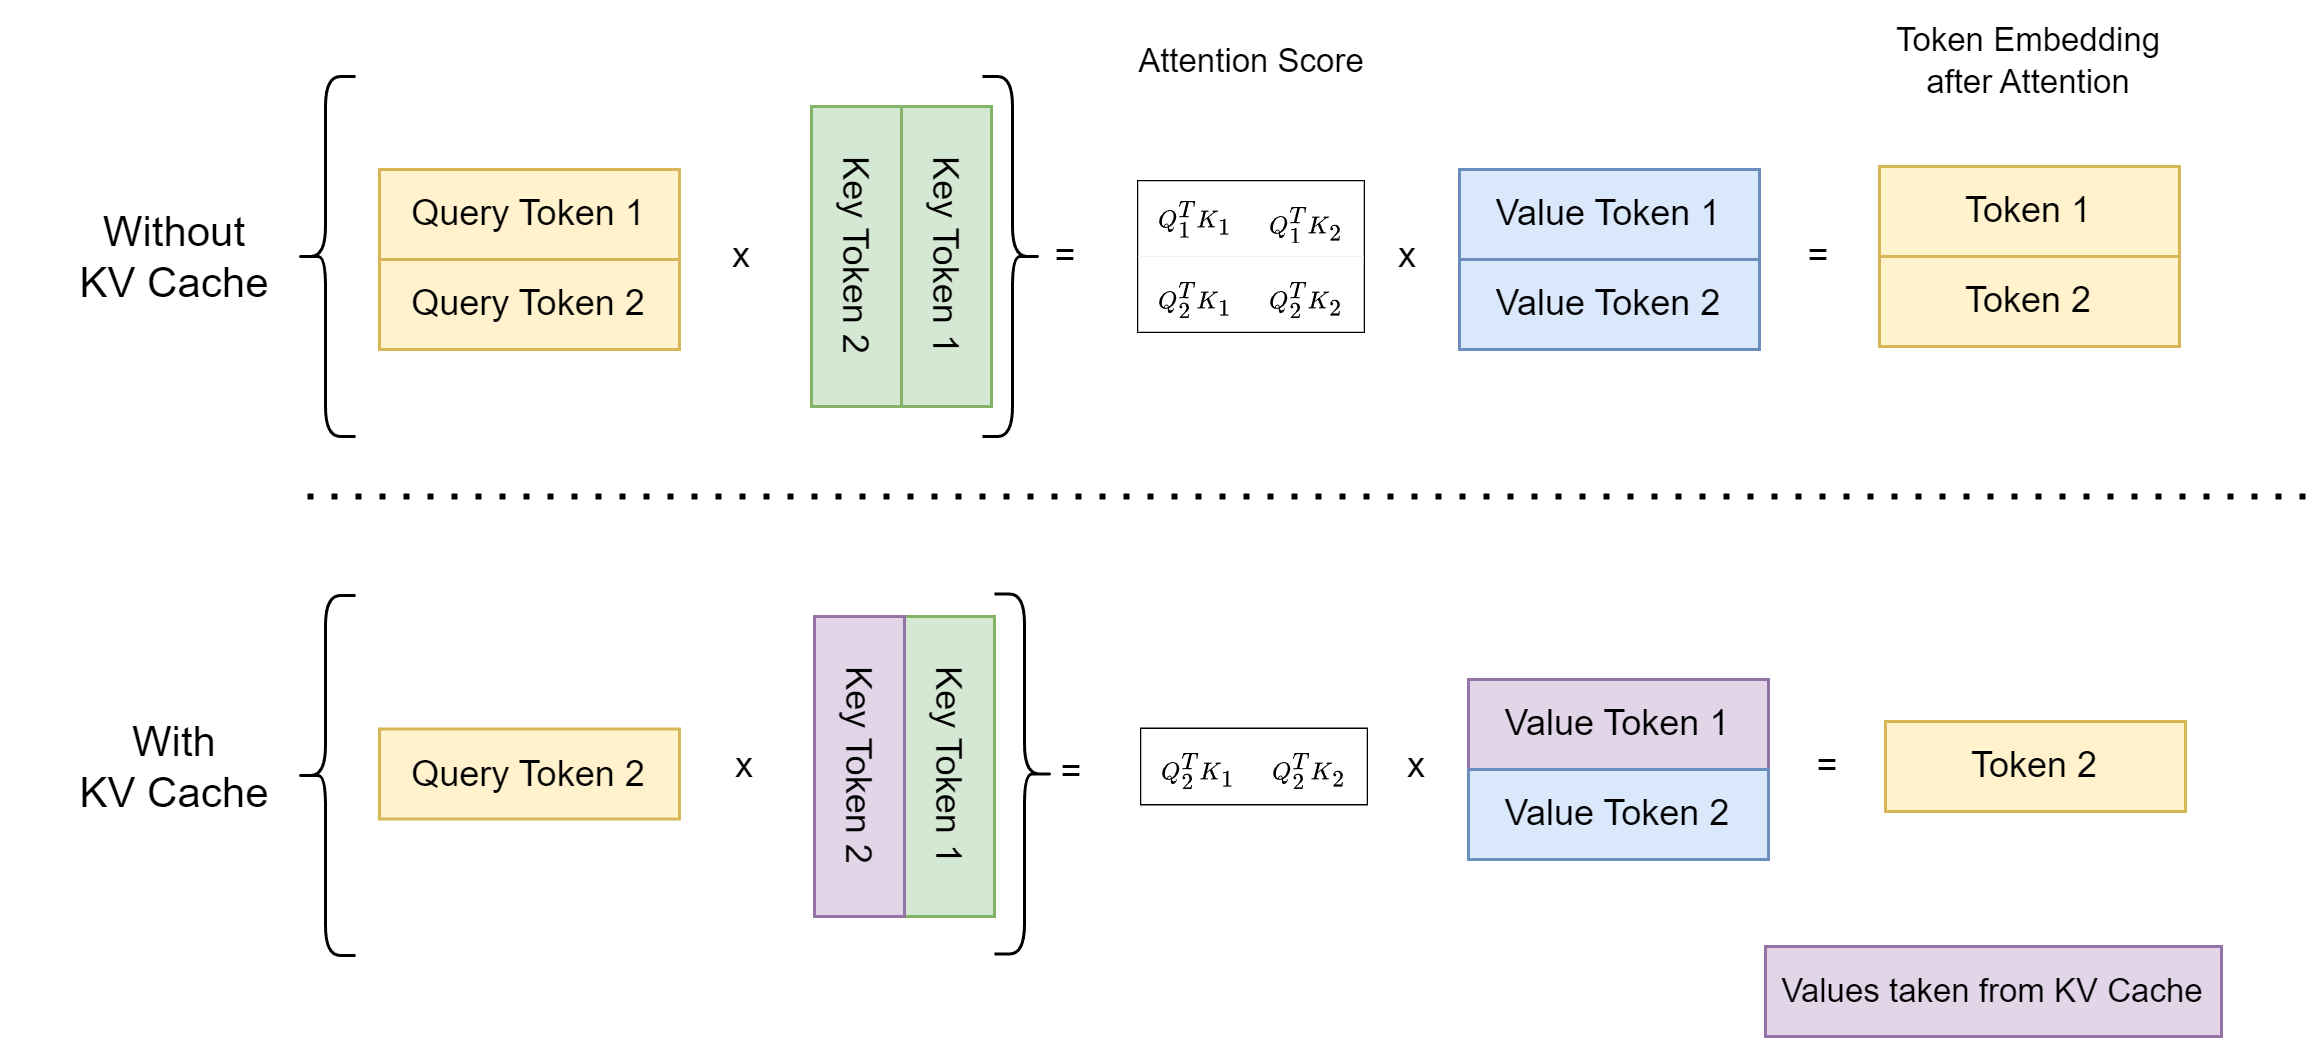 Attention Score
Token Embedding
after Attention
Without
KV Cache
Query Token 1
Query Token 2
x
Key Token 2
Key Token 1
=
Q_1^T K_1 Q_1^T K_2
Q_2^T K_1 Q_2^T K_2
x
Value Token 1
Value Token 2
=
Token 1
Token 2
With
KV Cache
Query Token 2
x
Key Token 2
Key Token 1
=
Q_2^T K_1 Q_2^T K_2
x
Value Token 1
Value Token 2
=
Token 2
Values taken from KV Cache